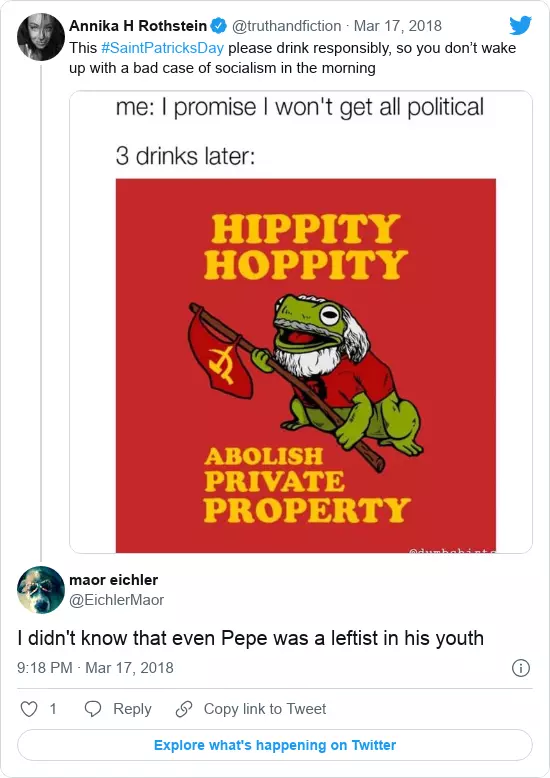 Annika H Rothstein @truthandfiction · Mar 17, 2018
This #SaintPatricksDay please drink responsibly, so you don’t wake
up with a bad case of socialism in the morning
me: I promise I won't get all political
3 drinks later:
HIPPITY
HOPPITY
ABOLISH
PRIVATE
PROPERTY
maor eichler
@EichlerMaor
I didn't know that even Pepe was a leftist in his youth
9:18 PM · Mar 17, 2018
1 Reply Copy link to Tweet
Explore what's happening on Twitter